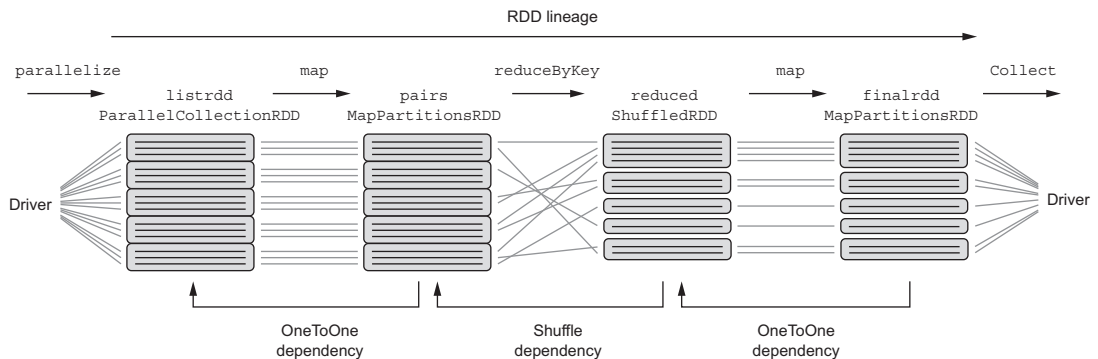 RDD lineage
parallelize
map
reduceByKey
map
Collect
listrdd
ParallelCollectionRDD
pairs
MapPartitionsRDD
reduced
ShuffledRDD
finalrdd
MapPartitionsRDD
Driver
Driver
OneToOne
dependency
Shuffle
dependency
OneToOne
dependency